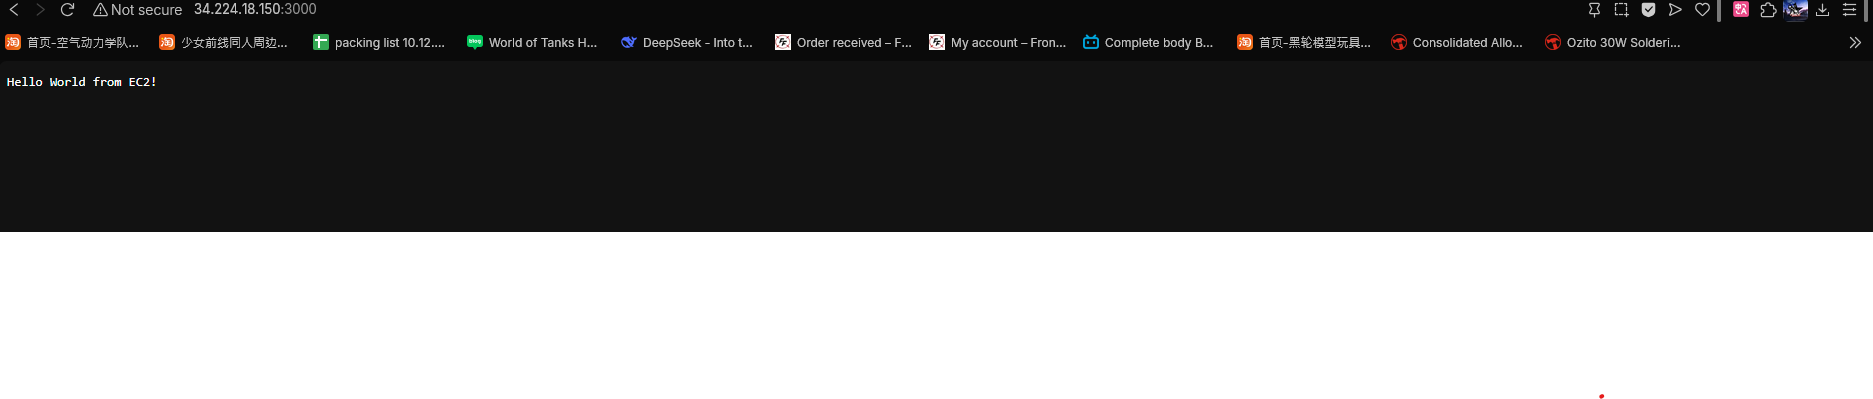 Not secure 34.224.18.150:3000
首页-空气动力学队... 少女前线同人周边... packing list 10.12.... World of Tanks H... DeepSeek - Into t... Order received – F... My account – Fron... Complete body B... 首页-黑轮模型玩具... Consolidated Allo... Ozito 30W Solderi...
Hello World from EC2!